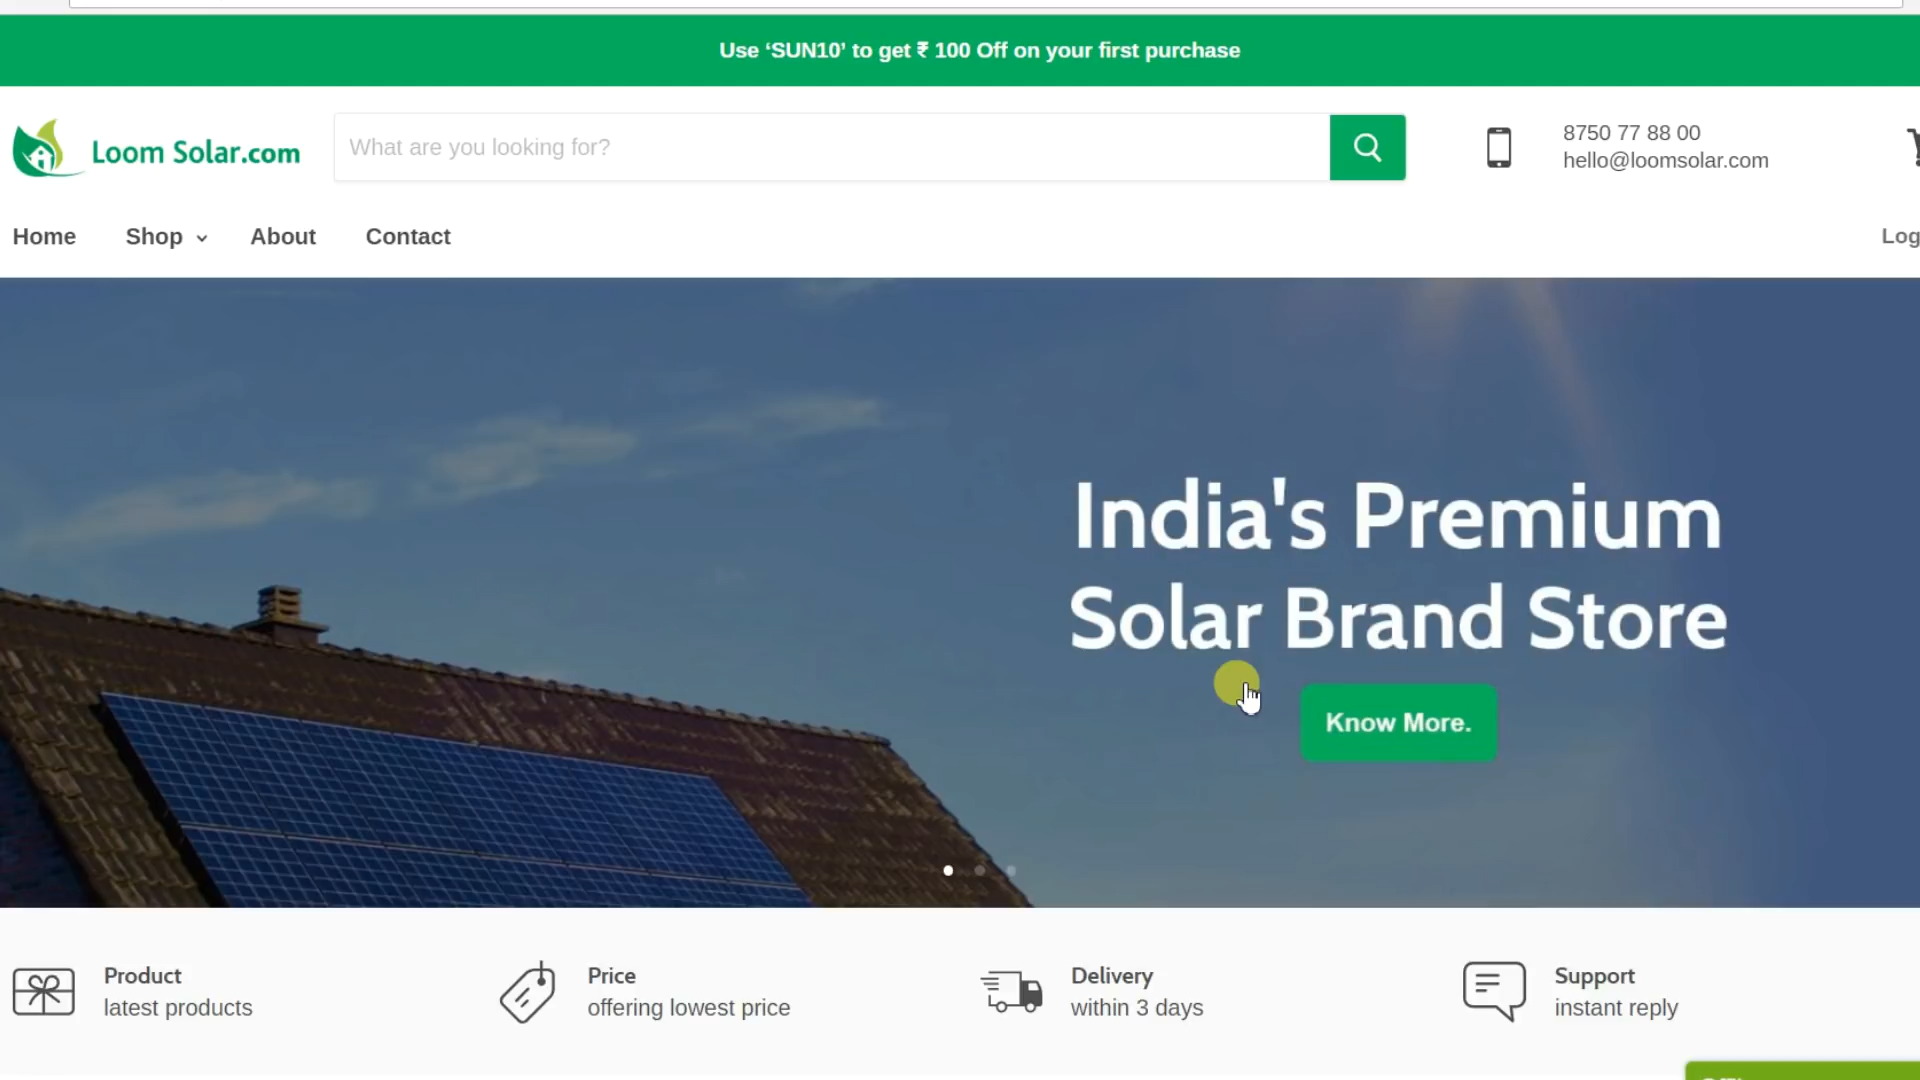 Use ‘SUN10’ to get ₹ 100 Off on your first purchase
Loom Solar.com
What are you looking for?
8750 77 88 00
hello@loomsolar.com
Home
Shop
About
Contact
Log
India's Premium
Solar Brand Store
Know More.
Product
latest products
Price
offering lowest price
Delivery
within 3 days
Support
instant reply